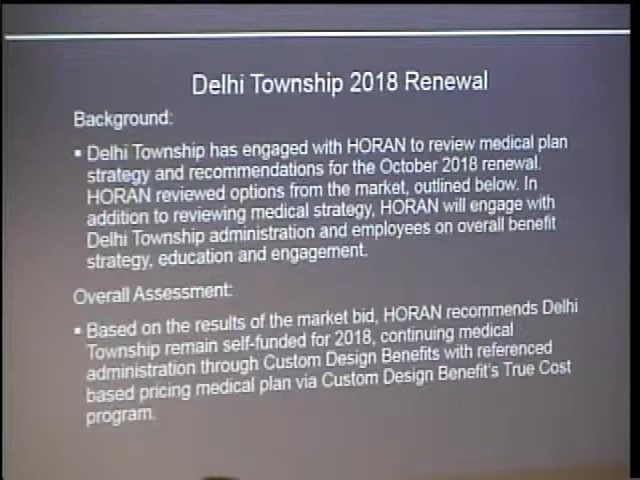 Delhi Township 2018 Renewal
Background:
▪ Delhi Township has engaged with HORAN to review medical plan
strategy and recommendations for the October 2018 renewal.
HORAN reviewed options from the market, outlined below. In
addition to reviewing medical strategy, HORAN will engage with
Delhi Township administration and employees on overall benefit
strategy, education and engagement.
Overall Assessment:
▪ Based on the results of the market bid, HORAN recommends Delhi
Township remain self-funded for 2018, continuing medical
administration through Custom Design Benefits with referenced
based pricing medical plan via Custom Design Benefit's True Cost
program.